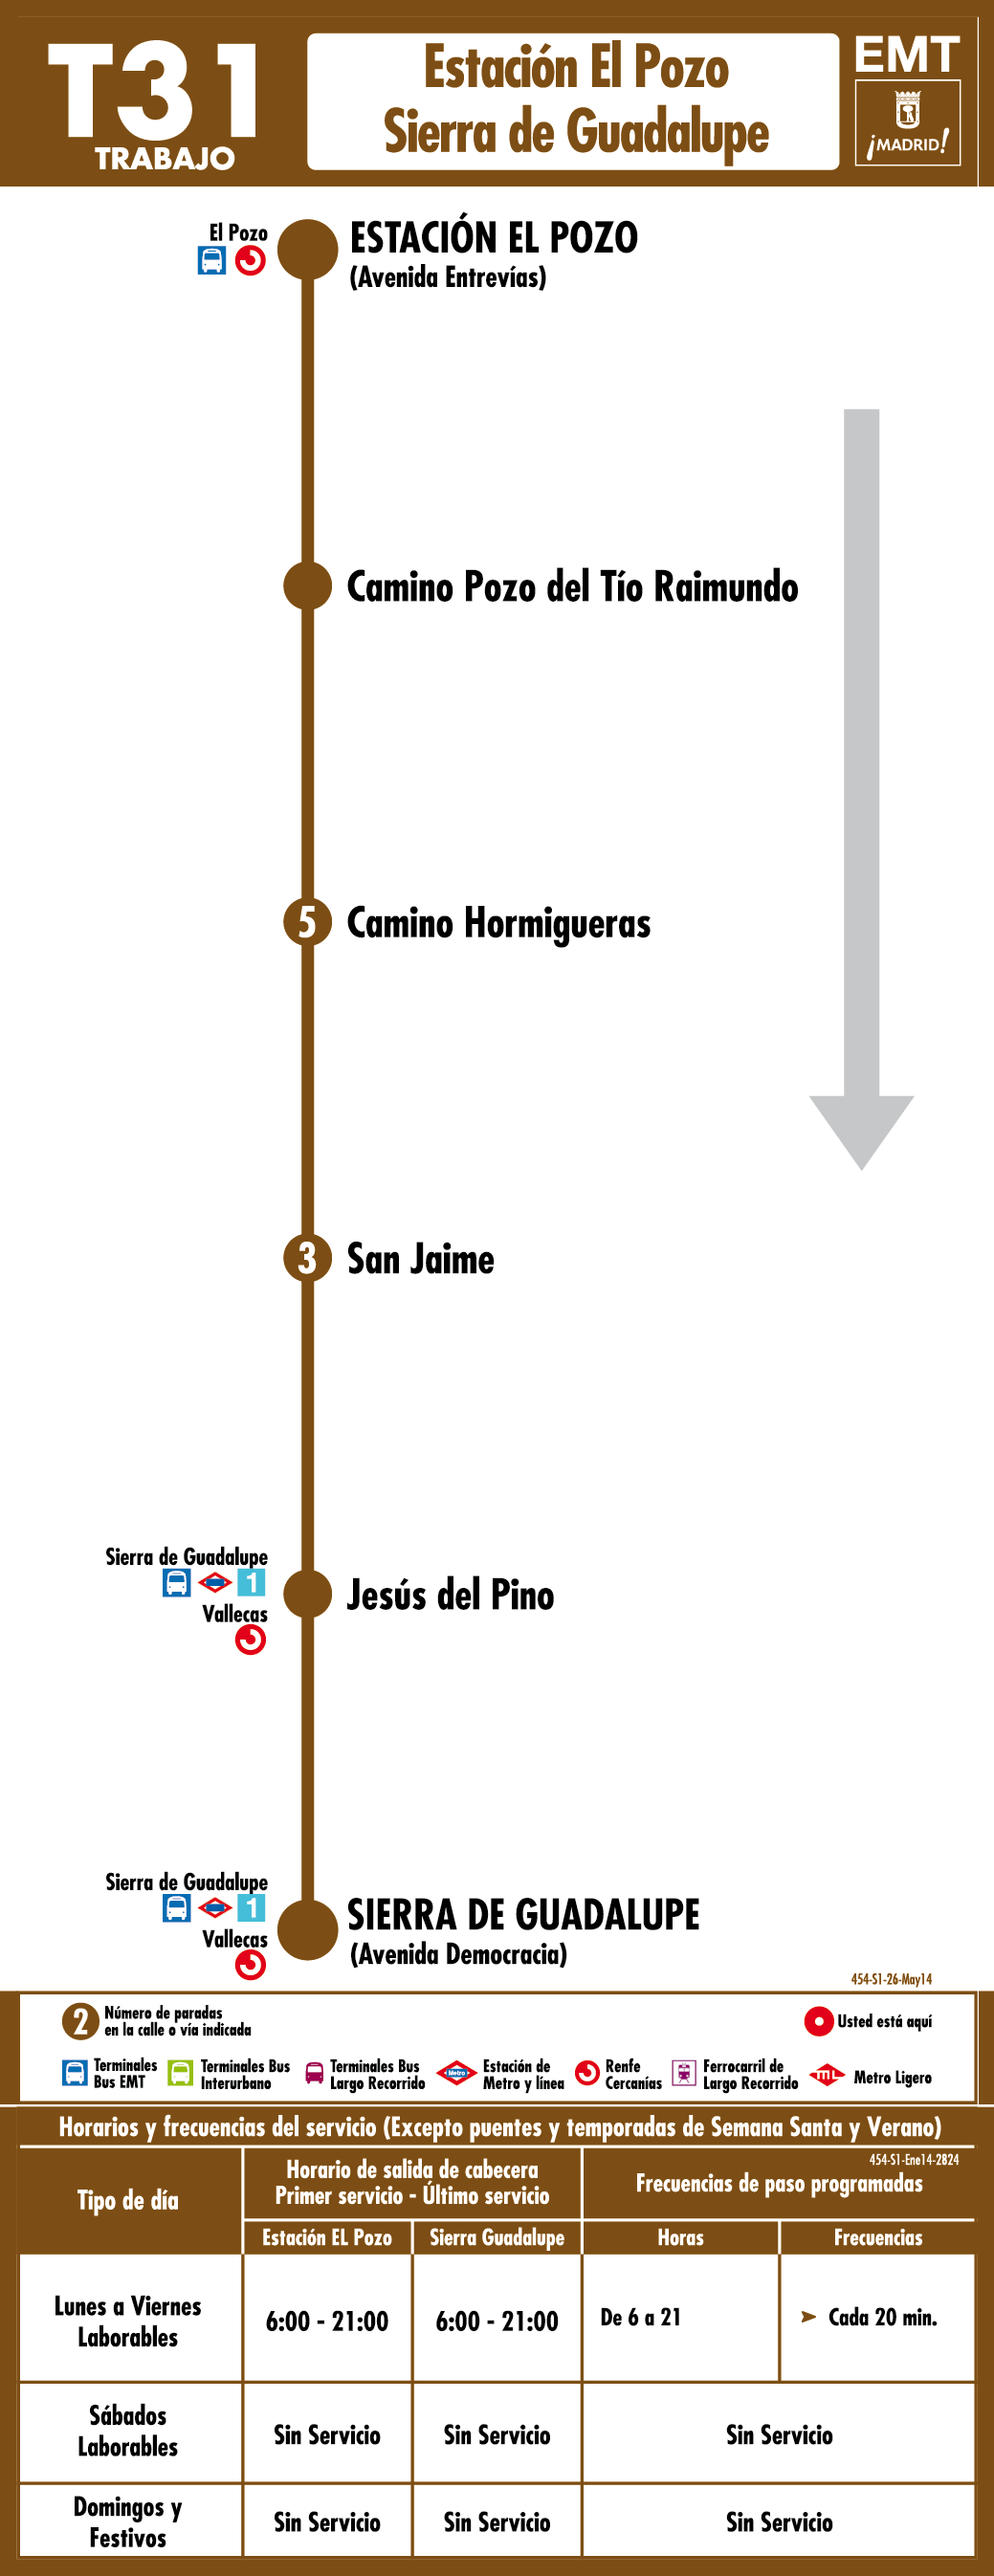 T31
TRABAJO
Estación El Pozo
Sierra de Guadalupe
EMT
¡MADRID!
El Pozo
ESTACIÓN EL POZO
(Avenida Entrevías)
Camino Pozo del Tío Raimundo
5 Camino Hormigueras
3 San Jaime
Sierra de Guadalupe
1
Vallecas
Jesús del Pino
Sierra de Guadalupe
1
Vallecas
SIERRA DE GUADALUPE
(Avenida Democracia)
454-S1-26-May14
2 Número de paradas
en la calle o vía indicada
Usted está aquí
Terminales
Bus EMT
Terminales Bus
Interurbano
Terminales Bus
Largo Recorrido
Metro
Estación de
Metro y línea
Renfe
Cercanías
Ferrocarril de
Largo Recorrido
ML
Metro Ligero
Horarios y frecuencias del servicio (Excepto puentes y temporadas de Semana Santa y Verano)
454-S1-Ene14-2824
Tipo de día
Horario de salida de cabecera
Primer servicio - Último servicio
Frecuencias de paso programadas
Estación EL Pozo
Sierra Guadalupe
Horas
Frecuencias
Lunes a Viernes
Laborables
6:00 - 21:00
6:00 - 21:00
De 6 a 21
➤ Cada 20 min.
Sábados
Laborables
Sin Servicio
Sin Servicio
Sin Servicio
Domingos y
Festivos
Sin Servicio
Sin Servicio
Sin Servicio